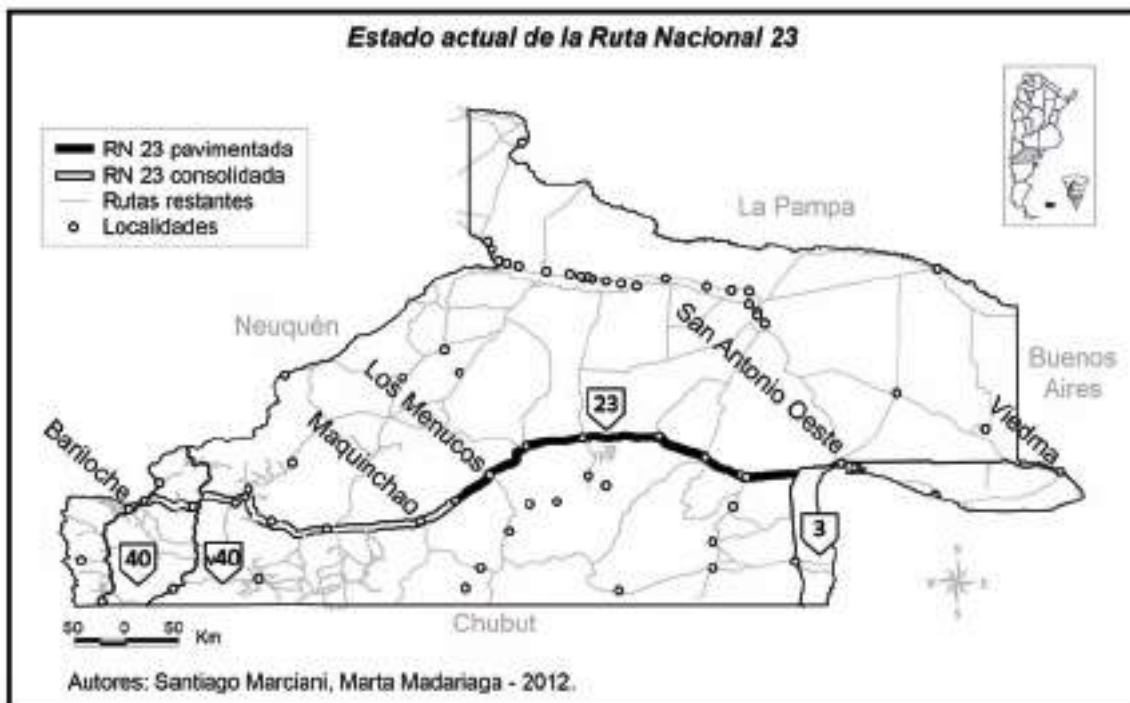 Estado actual de la Ruta Nacional 23
RN 23 pavimentada
RN 23 consolidada
Rutas restantes
Localidades
La Pampa
Neuquén
Buenos
Aires
San Antonio Oeste
Viedma
Los Menucos
Maquinchao
Bariloche
23
40
v40
3
Chubut
50 0 50
Km
N
O E
S
Autores: Santiago Marciani, Marta Madariaga - 2012.